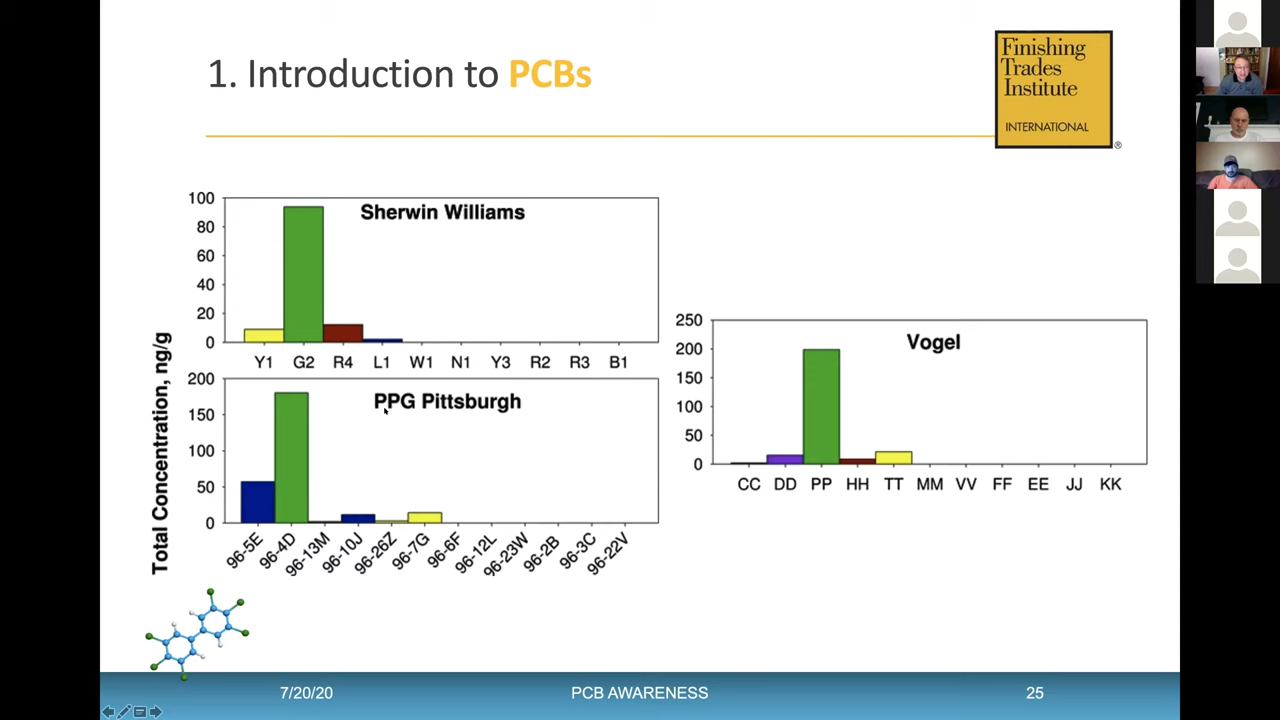 1. Introduction to PCBs
Finishing
Trades
Institute
INTERNATIONAL
®
Total Concentration, ng/g
Sherwin Williams
100
80
60
40
20
0
Y1 G2 R4 L1 W1 N1 Y3 R2 R3 B1
PPG Pittsburgh
200
150
100
50
0
96-5E 96-4D 96-13M 96-10J 96-26Z 96-7G 96-6F 96-12L 96-23W 96-2B 96-3C 96-22V
Vogel
250
200
150
100
50
0
CC DD PP HH TT MM VV FF EE JJ KK
7/20/20 PCB AWARENESS 25